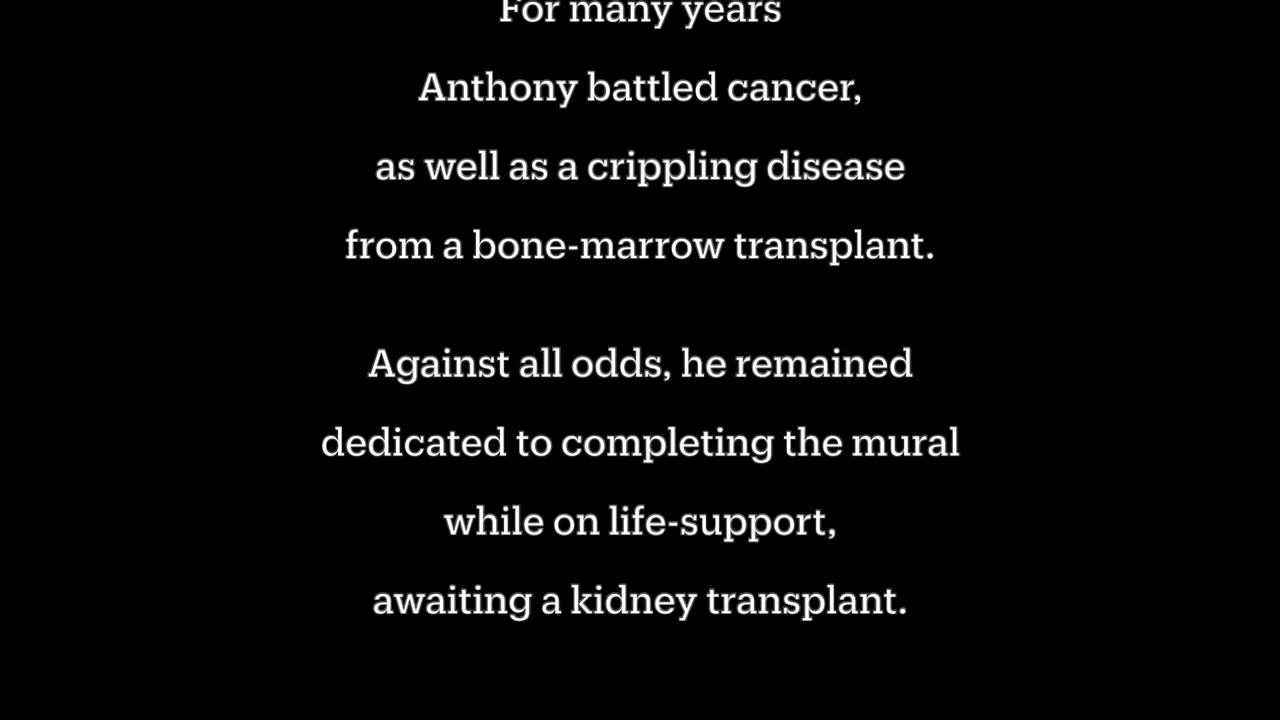 For many years
Anthony battled cancer,
as well as a crippling disease
from a bone-marrow transplant.
Against all odds, he remained
dedicated to completing the mural
while on life-support,
awaiting a kidney transplant.